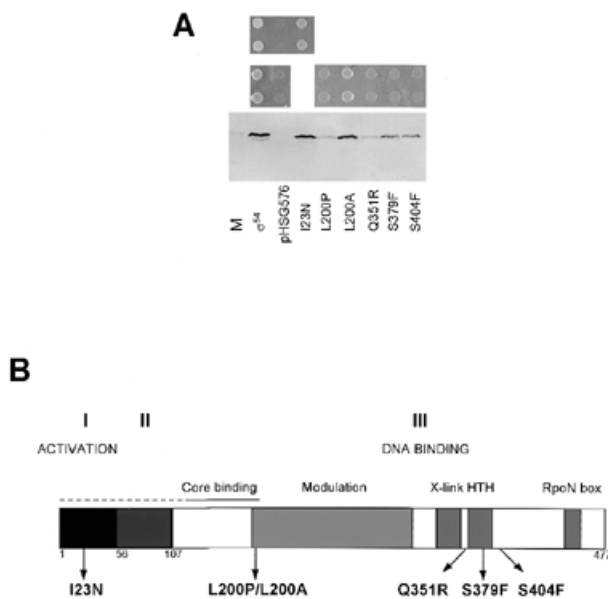 A
M
σ54
pHSG576
I23N
L200P
L200A
Q351R
S379F
S404F
B
I II III
ACTIVATION DNA BINDING
Core binding Modulation X-link HTH RpoN box
1 56 107
I23N L200P/L200A Q351R S379F S404F